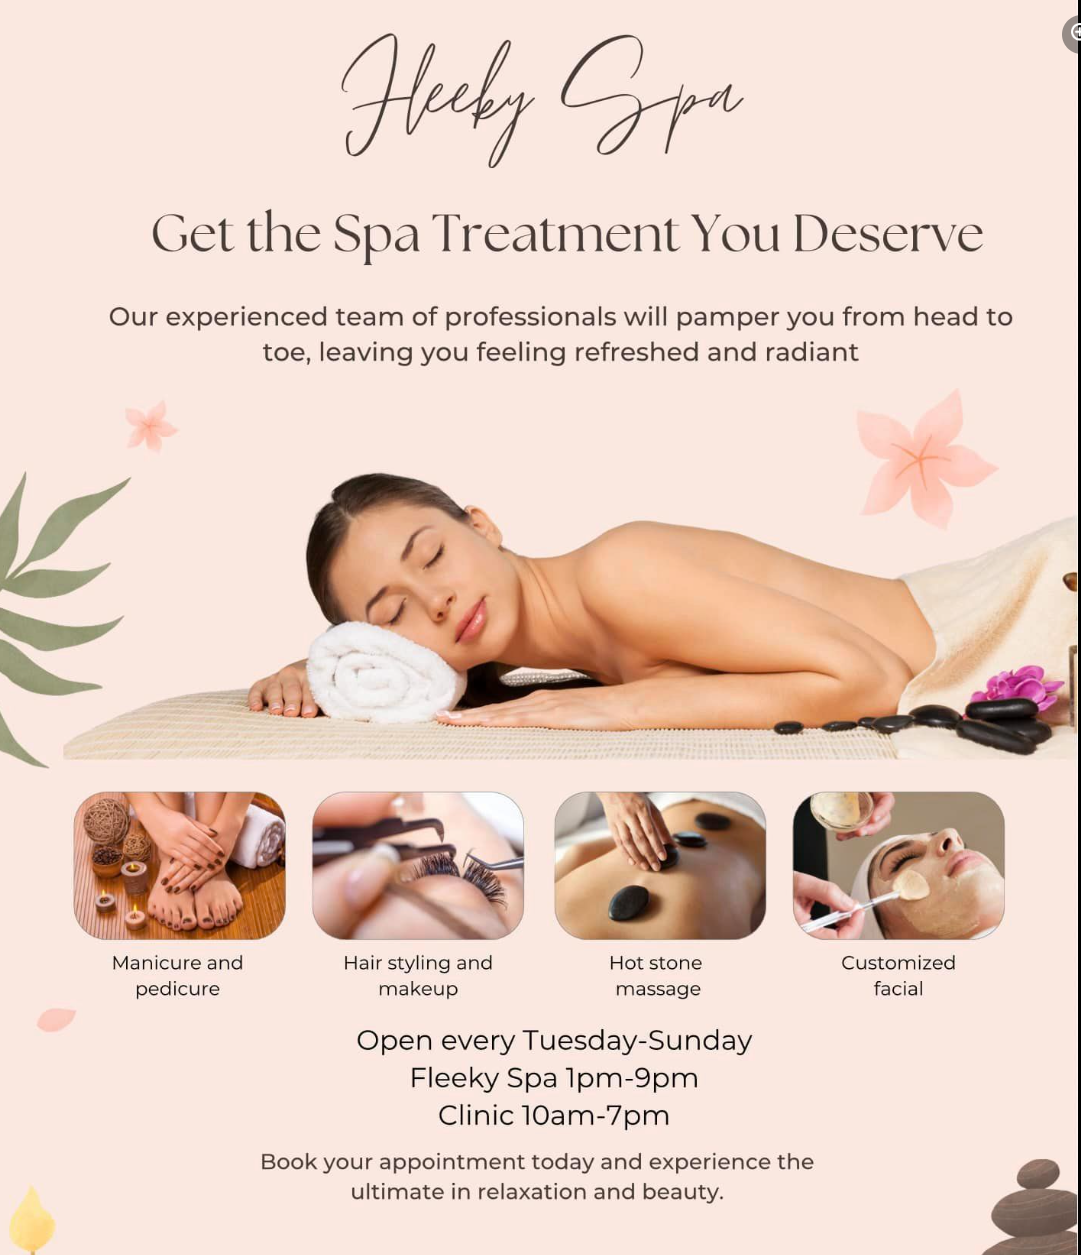 Fleeky Spa
Get the Spa Treatment You Deserve
Our experienced team of professionals will pamper you from head to
toe, leaving you feeling refreshed and radiant
Manicure and
pedicure
Hair styling and
makeup
Hot stone
massage
Customized
facial
Open every Tuesday-Sunday
Fleeky Spa 1pm-9pm
Clinic 10am-7pm
Book your appointment today and experience the
ultimate in relaxation and beauty.